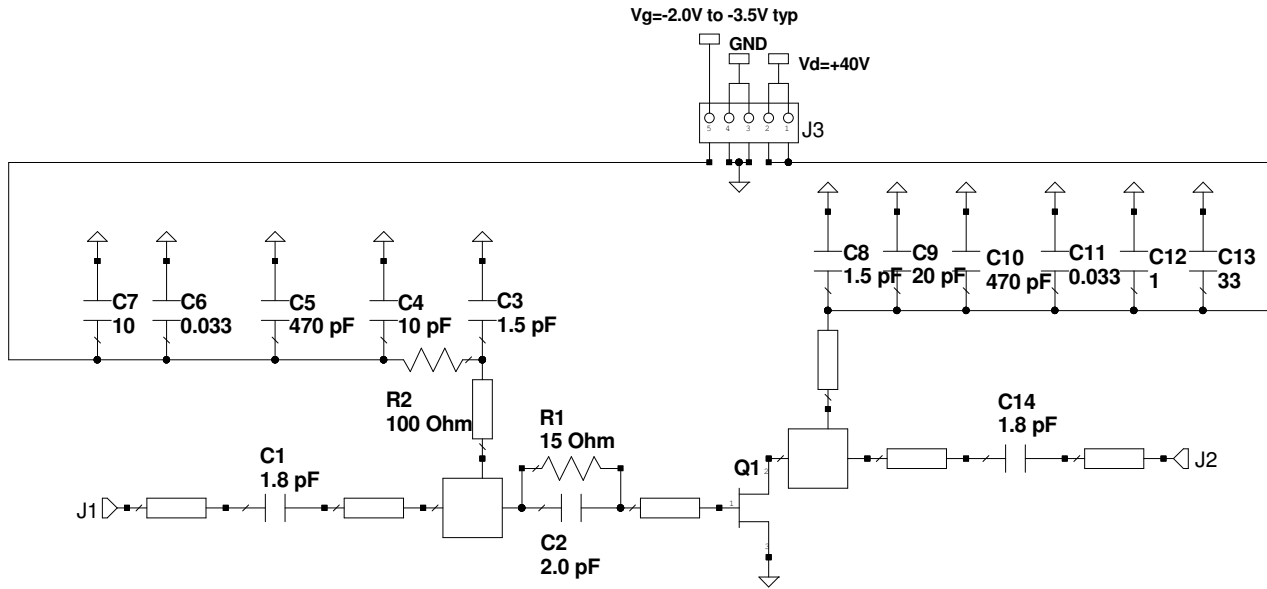 Vg=-2.0V to -3.5V typ
GND
Vd=+40V
5 4 3 2 1
J3
C7
10
C6
0.033
C5
470 pF
C4
10 pF
C3
1.5 pF
C8
1.5 pF
C9
20 pF
C10
470 pF
C11
0.033
C12
1
C13
33
R2
100 Ohm
R1
15 Ohm
C14
1.8 pF
C1
1.8 pF
Q1
2
J2
J1
1
C2
2.0 pF
3